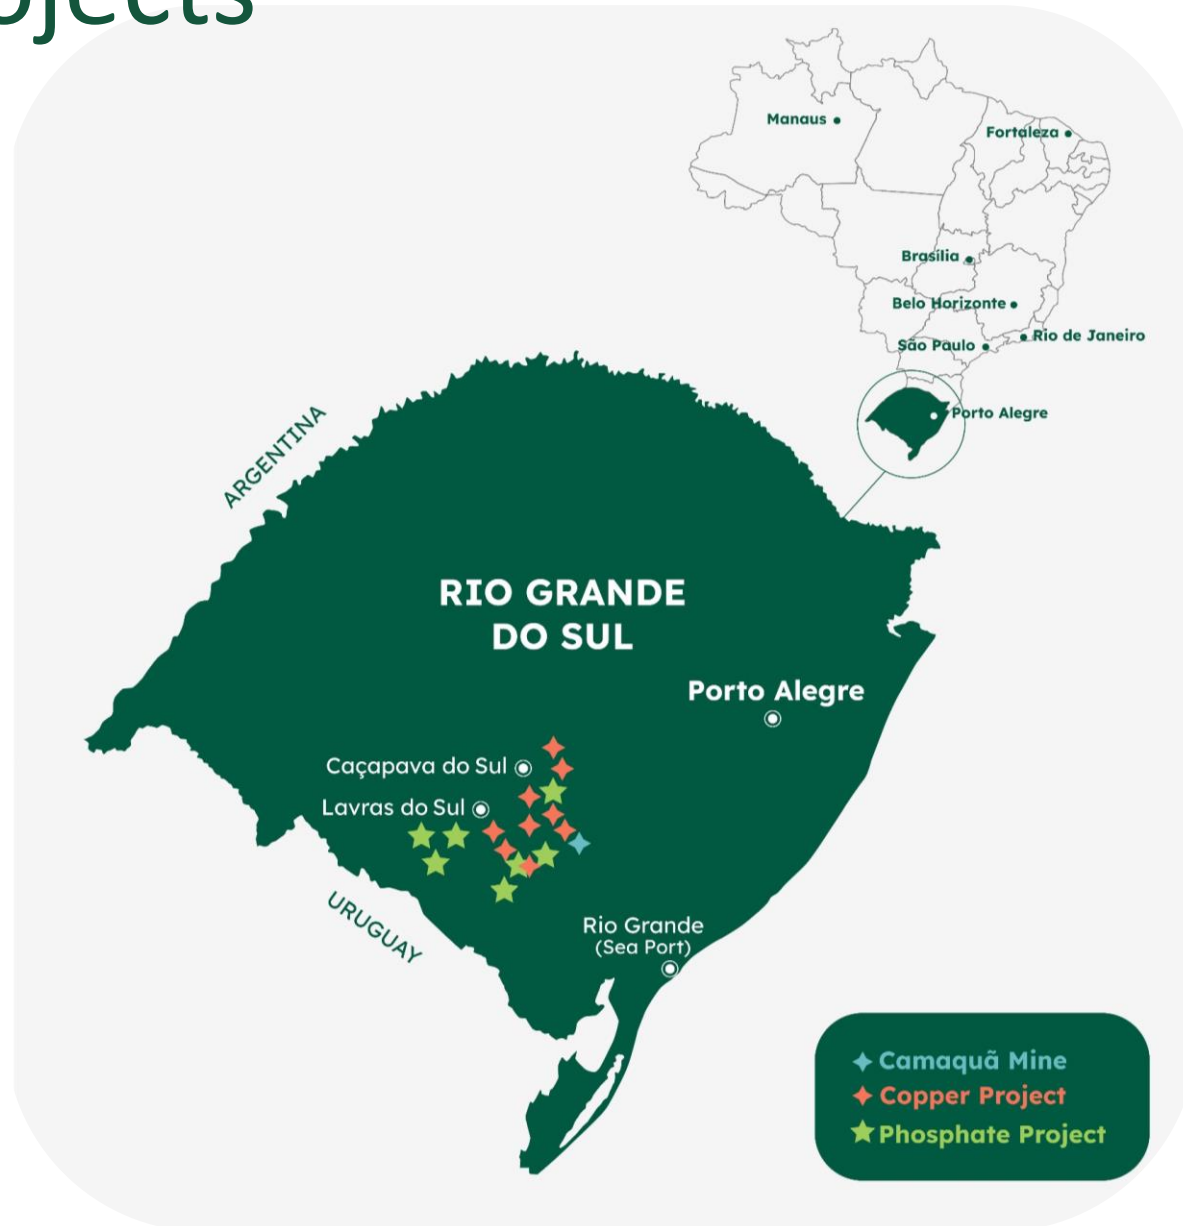 Manaus
Fortaleza
Brasília
Belo Horizonte
Rio de Janeiro
São Paulo
Porto Alegre
ARGENTINA
RIO GRANDE
DO SUL
Porto Alegre
Caçapava do Sul
Lavras do Sul
URUGUAY
Rio Grande
(Sea Port)
Camaquã Mine
Copper Project
Phosphate Project